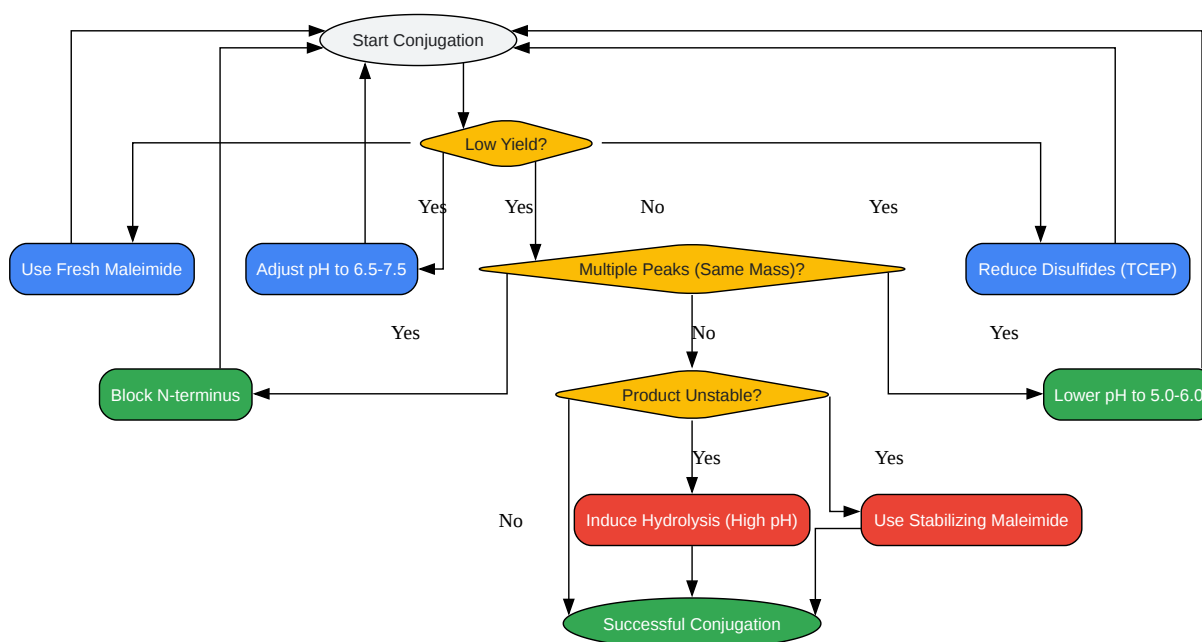 Start Conjugation
Low Yield?
Yes
Yes
No
Yes
Use Fresh Maleimide
Adjust pH to 6.5-7.5
Multiple Peaks (Same Mass)?
Reduce Disulfides (TCEP)
Yes
No
Yes
Block N-terminus
Product Unstable?
Lower pH to 5.0-6.0
Yes
Yes
No
Induce Hydrolysis (High pH)
Use Stabilizing Maleimide
Successful Conjugation